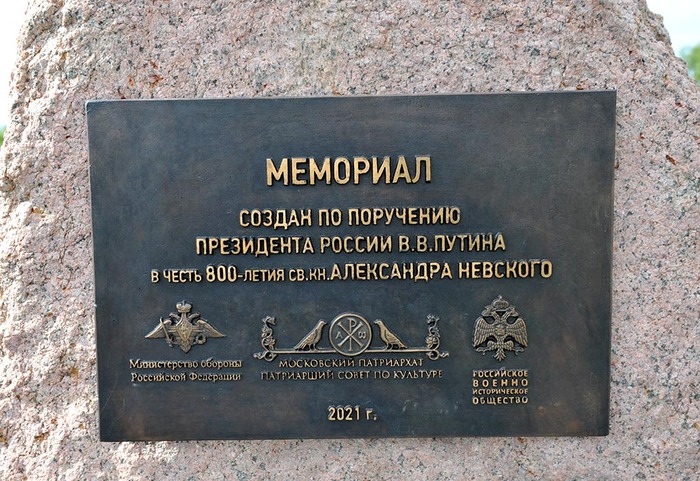 МЕМОРИАЛ
СОЗДАН ПО ПОРУЧЕНИЮ
ПРЕЗИДЕНТА РОССИИ В.В.ПУТИНА
В ЧЕСТЬ 800-ЛЕТИЯ СВ.КН.АЛЕКСАНДРА НЕВСКОГО
Министерство обороны
Российской Федерации
МОСКОВСКИЙ ПАТРИАРХАТ
ПАТРИАРШИЙ СОВЕТ ПО КУЛЬТУРЕ
РОССИЙСКОЕ
ВОЕННО
ИСТОРИЧЕСКОЕ
ОБЩЕСТВО
2021 г.